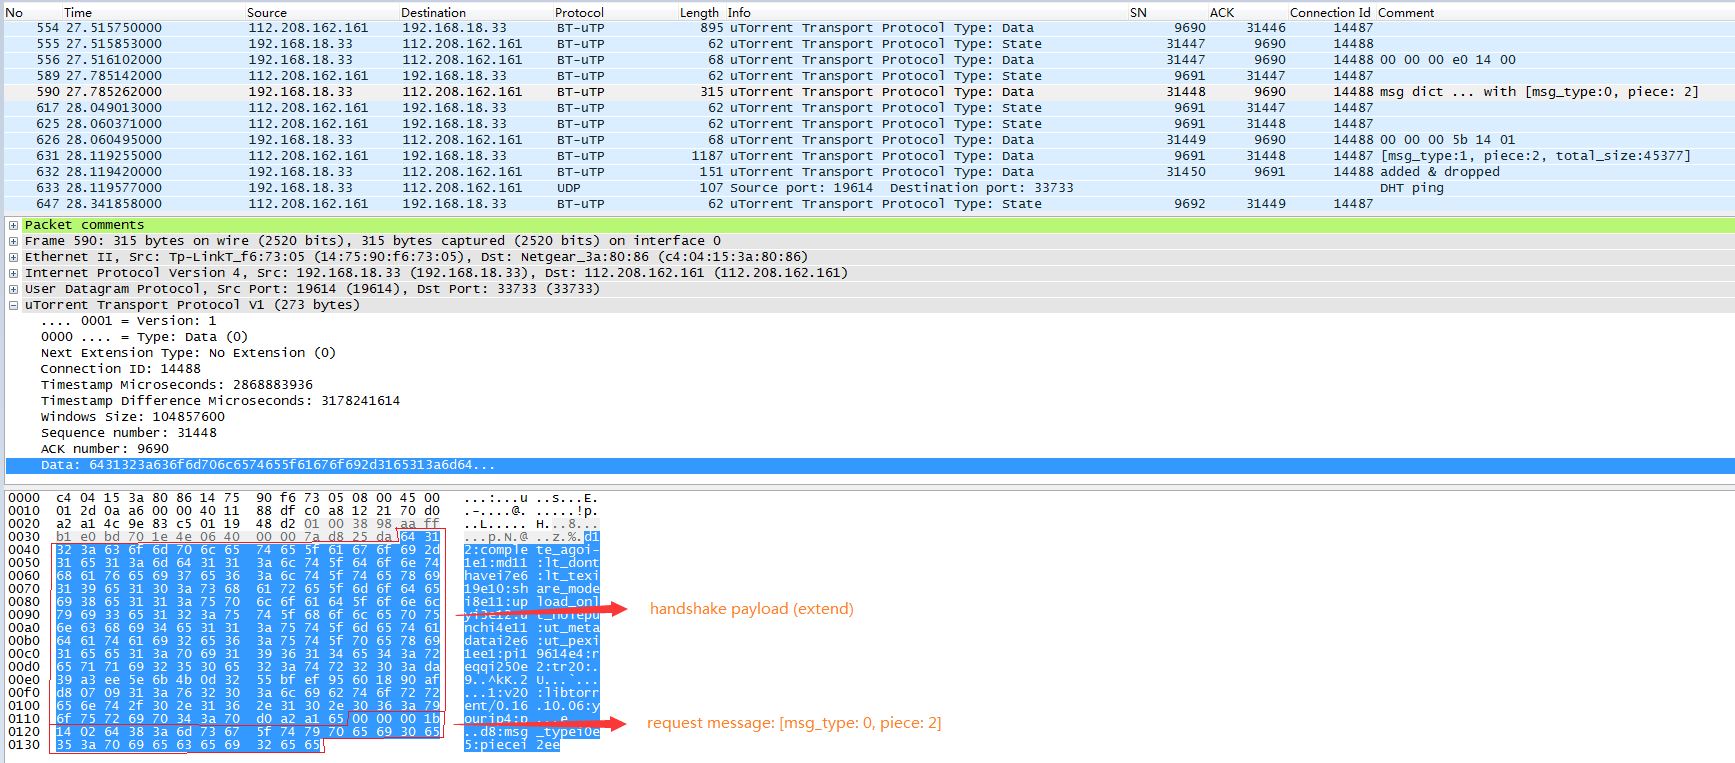 No Time Source Destination Protocol Length Info SN ACK Connection Id Comment
554 27.515750000 112.208.162.161 192.168.18.33 BT-uTP 895 uTorrent Transport Protocol Type: Data 9690 31446 14487
555 27.515853000 192.168.18.33 112.208.162.161 BT-uTP 62 uTorrent Transport Protocol Type: State 31447 9690 14488
556 27.516102000 192.168.18.33 112.208.162.161 BT-uTP 68 uTorrent Transport Protocol Type: Data 31447 9690 14488 00 00 00 e0 14 00
589 27.785142000 112.208.162.161 192.168.18.33 BT-uTP 62 uTorrent Transport Protocol Type: State 9691 31447 14487
590 27.785262000 192.168.18.33 112.208.162.161 BT-uTP 315 uTorrent Transport Protocol Type: Data 31448 9690 14488 msg dict ... with [msg_type:0, piece: 2]
617 28.049013000 112.208.162.161 192.168.18.33 BT-uTP 62 uTorrent Transport Protocol Type: State 9691 31447 14487
625 28.060371000 112.208.162.161 192.168.18.33 BT-uTP 62 uTorrent Transport Protocol Type: State 9691 31448 14487
626 28.060495000 192.168.18.33 112.208.162.161 BT-uTP 68 uTorrent Transport Protocol Type: Data 31449 9690 14488 00 00 00 5b 14 01
631 28.119255000 112.208.162.161 192.168.18.33 BT-uTP 1187 uTorrent Transport Protocol Type: Data 9691 31448 14487 [msg_type:1, piece:2, total_size:45377]
632 28.119420000 192.168.18.33 112.208.162.161 BT-uTP 151 uTorrent Transport Protocol Type: Data 31450 9691 14488 added & dropped
633 28.119577000 192.168.18.33 112.208.162.161 UDP 107 Source port: 19614 Destination port: 33733 DHT ping
647 28.341858000 112.208.162.161 192.168.18.33 BT-uTP 62 uTorrent Transport Protocol Type: State 9692 31449 14487
Packet comments
Frame 590: 315 bytes on wire (2520 bits), 315 bytes captured (2520 bits) on interface 0
Ethernet II, Src: Tp-LinkT_f6:73:05 (14:75:90:f6:73:05), Dst: Netgear_3a:80:86 (c4:04:15:3a:80:86)
Internet Protocol Version 4, Src: 192.168.18.33 (192.168.18.33), Dst: 112.208.162.161 (112.208.162.161)
User Datagram Protocol, Src Port: 19614 (19614), Dst Port: 33733 (33733)
uTorrent Transport Protocol V1 (273 bytes)
.... 0001 = Version: 1
0000 .... = Type: Data (0)
Next Extension Type: No Extension (0)
Connection ID: 14488
Timestamp Microseconds: 2868883936
Timestamp Difference Microseconds: 3178241614
Windows Size: 104857600
Sequence number: 31448
ACK number: 9690
Data: 6431323a636f6d706c6574655f61676f692d3165313a6d64...
0000 c4 04 15 3a 80 86 14 75 90 f6 73 05 08 00 45 00 ...:...u ..s...E.
0010 01 2d 0a a6 00 00 40 11 88 df c0 a8 12 21 70 d0 .-....@. .....!p.
0020 a2 a1 4c 9e 83 c5 01 19 48 d2 01 00 38 98 aa ff ..L..... H...8...
0030 b1 e0 bd 70 1e 4e 06 40 00 00 7a d8 25 da 64 31 ...p.N.@ ..z.%.d1
0040 32 3a 63 6f 6d 70 6c 65 74 65 5f 61 67 6f 69 2d 2:comple te_agoi-
0050 31 65 31 3a 6d 64 31 31 3a 6c 74 5f 64 6f 6e 74 1e1:md11 :lt_dont
0060 68 61 76 65 69 37 65 36 3a 6c 74 5f 74 65 78 69 havei7e6 :lt_texi
0070 31 39 65 31 30 3a 73 68 61 72 65 5f 6d 6f 64 65 19e10:sh are_mode
0080 69 38 65 31 31 3a 75 70 6c 6f 61 64 5f 6f 6e 6c i8e11:up load_onl
0090 79 69 33 65 31 32 3a 75 74 5f 68 6f 6c 65 70 75 yi3e12:u t_holepu
00a0 6e 63 68 69 34 65 31 31 3a 75 74 5f 6d 65 74 61 nchi4e11 :ut_meta
00b0 64 61 74 61 69 32 65 36 3a 75 74 5f 70 65 78 69 datai2e6 :ut_pexi
00c0 31 65 65 31 3a 70 69 31 39 36 31 34 65 34 3a 72 1ee1:pi1 9614e4:r
00d0 65 71 71 69 32 35 30 65 32 3a 74 72 32 30 3a da eqqi250e 2:tr20:.
00e0 39 a3 ee 5e 6b 4b 0d 32 55 bf ef 95 60 18 90 af 9..^kK.2 U...`...
00f0 d8 07 09 31 3a 76 32 30 3a 6c 69 62 74 6f 72 72 ...1:v20 :libtorr
0100 65 6e 74 2f 30 2e 31 36 2e 31 30 2e 30 36 3a 79 ent/0.16 .10.06:y
0110 6f 75 72 69 70 34 3a 70 d0 a2 a1 65 00 00 00 1b ourip4:p ...e....
0120 14 02 64 38 3a 6d 73 67 5f 74 79 70 65 69 30 65 ..d8:msg _typei0e
0130 35 3a 70 69 65 63 65 69 32 65 65 5:piecei 2ee
handshake payload (extend)
request message: [msg_type: 0, piece: 2]